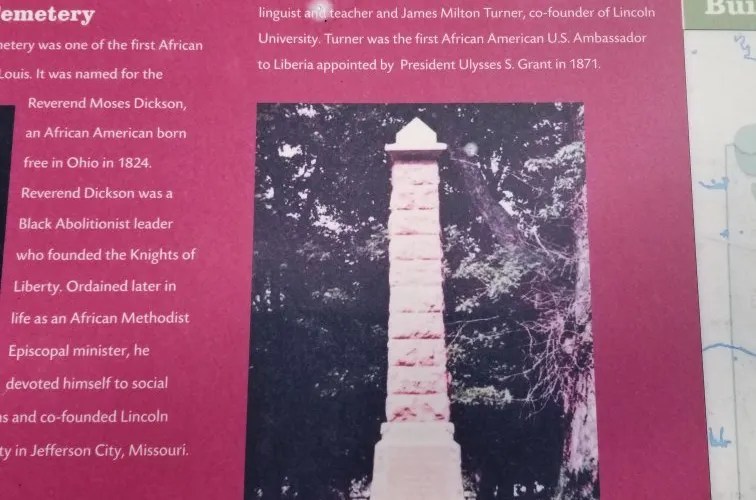 emetery
netery was one of the first African
Louis. It was named for the
Reverend Moses Dickson,
an African American born
free in Ohio in 1824.
Reverend Dickson was a
Black Abolitionist leader
who founded the Knights of
Liberty. Ordained later in
life as an African Methodist
Episcopal minister, he
devoted himself to social
ns and co-founded Lincoln
ty in Jefferson City, Missouri.
linguist and teacher and James Milton Turner, co-founder of Lincoln
University. Turner was the first African American U.S. Ambassador
to Liberia appointed by President Ulysses S. Grant in 1871.
Bui